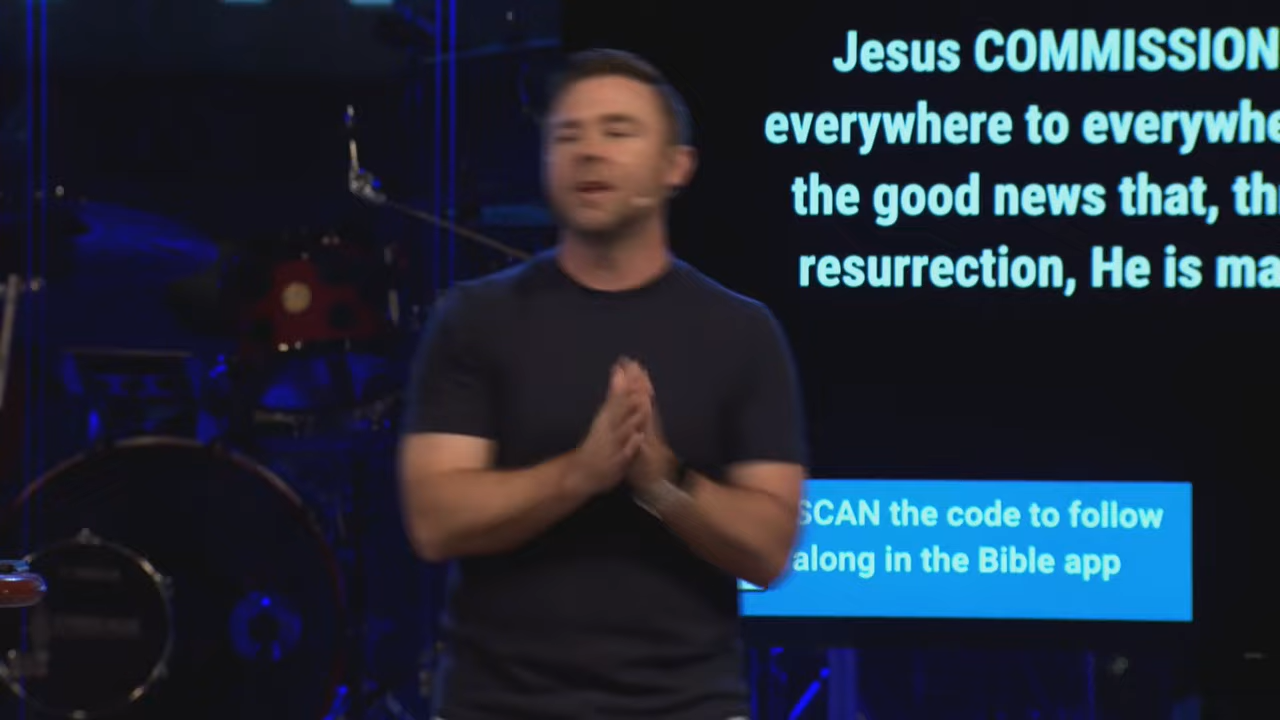 Jesus COMMISSION
everywhere to everywhe
the good news that, th
resurrection, He is ma
SCAN the code to follow
along in the Bible app